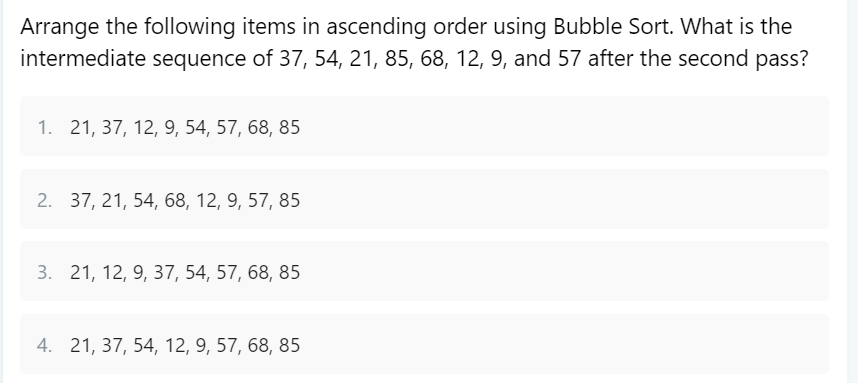 Arrange the following items in ascending order using Bubble Sort. What is the
intermediate sequence of 37, 54, 21, 85, 68, 12, 9, and 57 after the second pass?
1. 21, 37, 12, 9, 54, 57, 68, 85
2. 37, 21, 54, 68, 12, 9, 57, 85
3. 21, 12, 9, 37, 54, 57, 68, 85
4. 21, 37, 54, 12, 9, 57, 68, 85